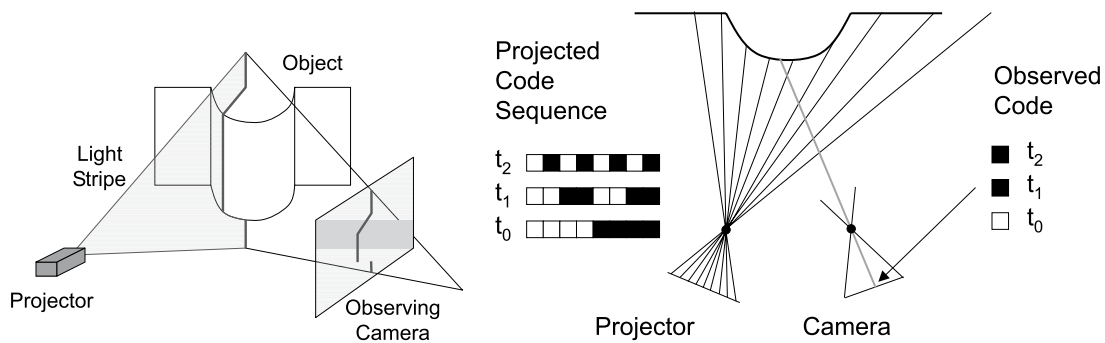 Object
Light
Stripe
Projector
Observing
Camera
Projected
Code
Sequence
t₂
t₁
t₀
Projector
Camera
Observed
Code
t₂
t₁
t₀